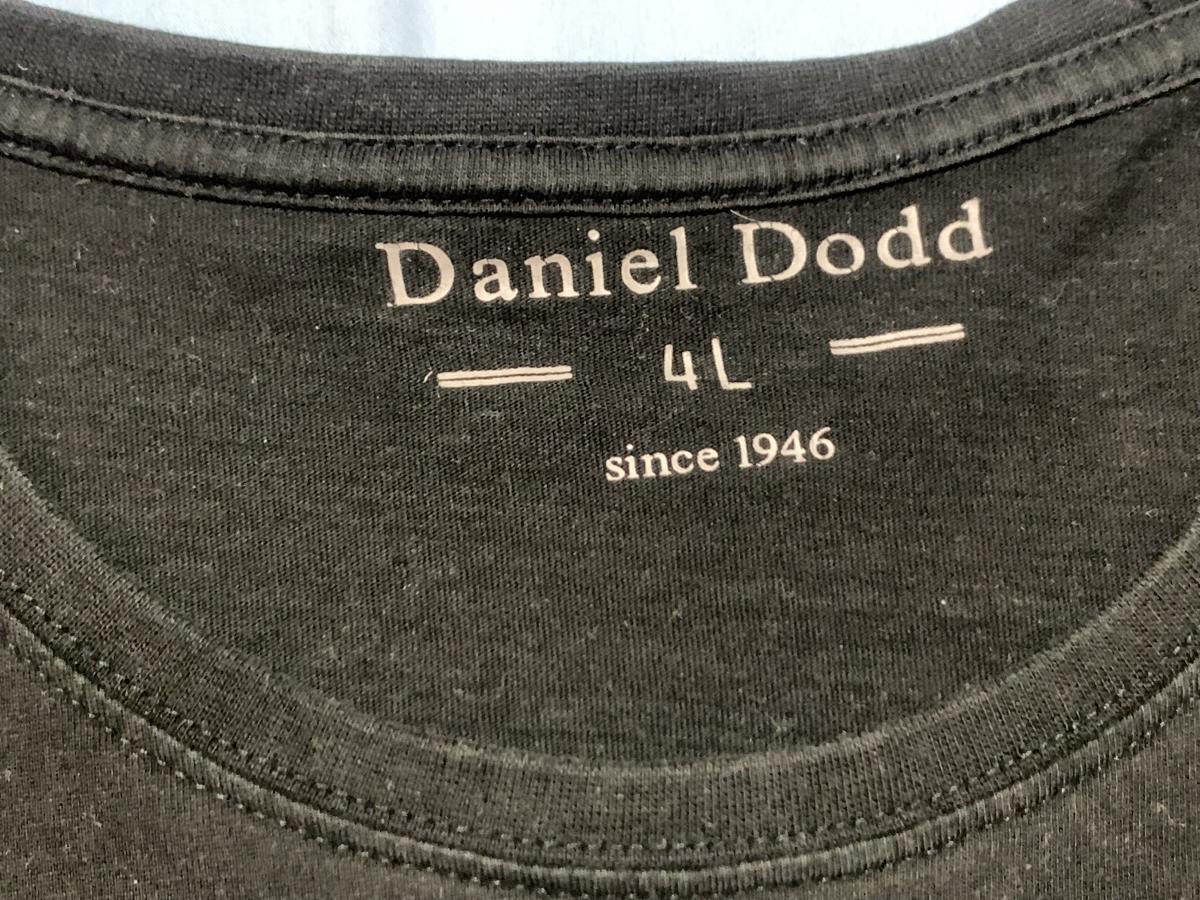 Daniel Dodd
4L
since 1946